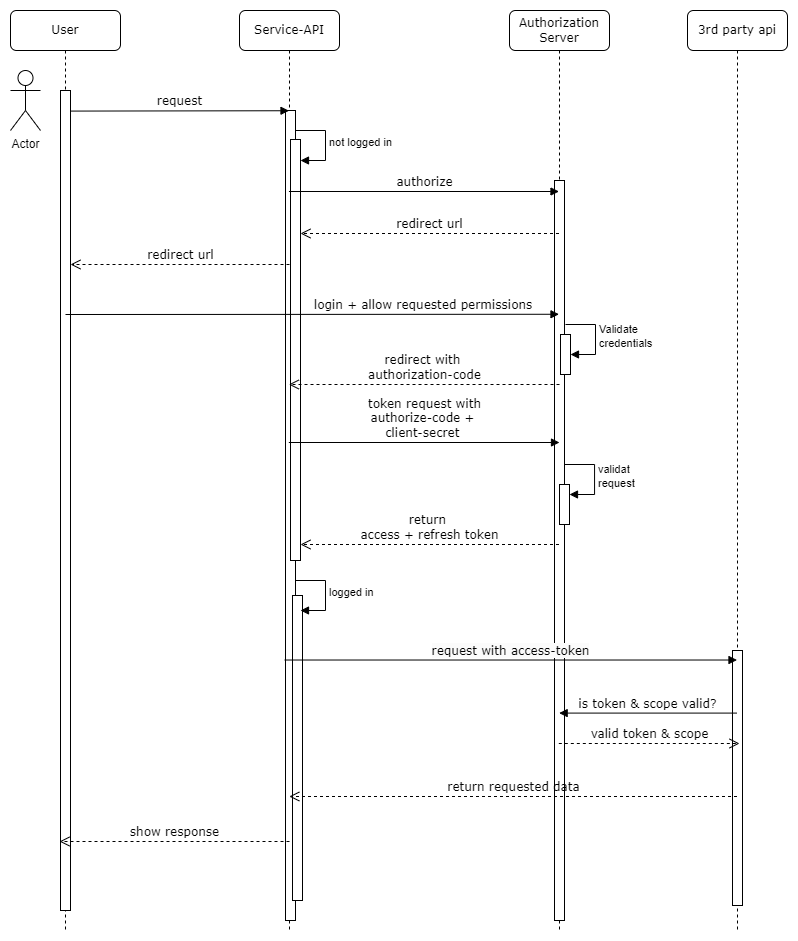 User
Service-API
Authorization
Server
3rd party api
Actor
request
not logged in
authorize
redirect url
redirect url
login + allow requested permissions
Validate
credentials
redirect with
authorization-code
token request with
authorize-code +
client-secret
validat
request
return
access + refresh token
logged in
request with access-token
is token & scope valid?
valid token & scope
return requested data
show response